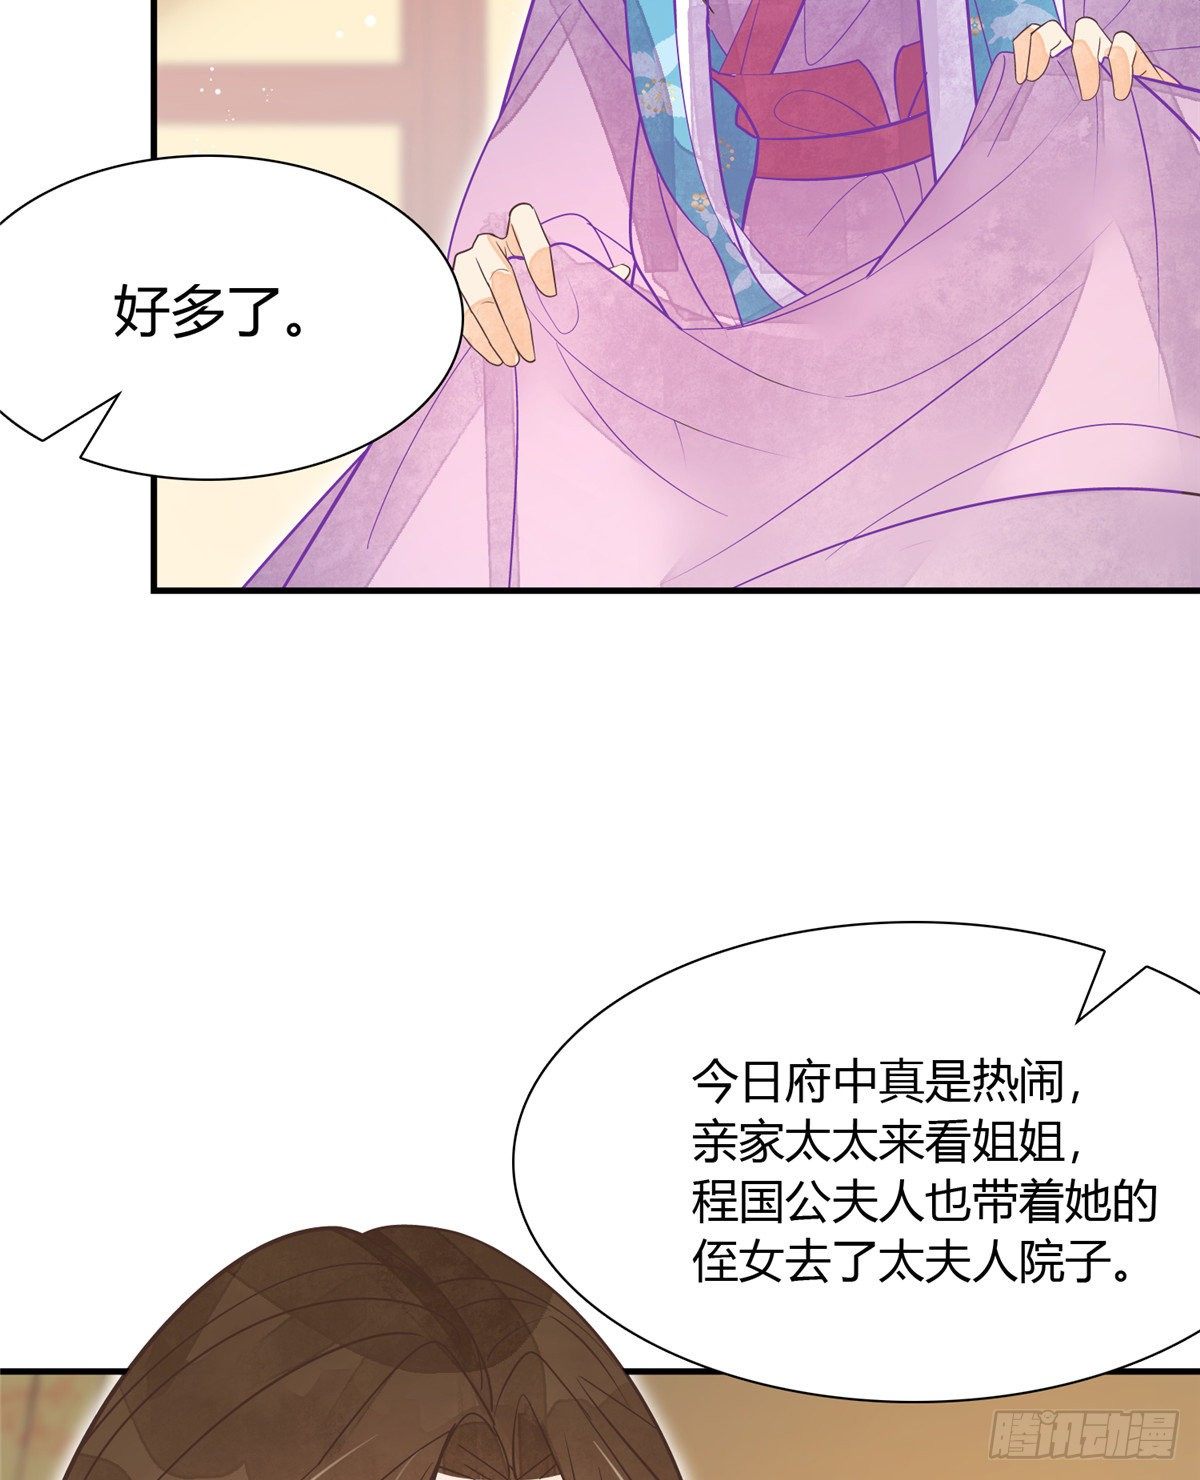 好多了。
今日府中真是热闹，
亲家太太来看姐姐，
程国公夫人也带着她的
侄女去了太夫人院子。
腾讯动漫